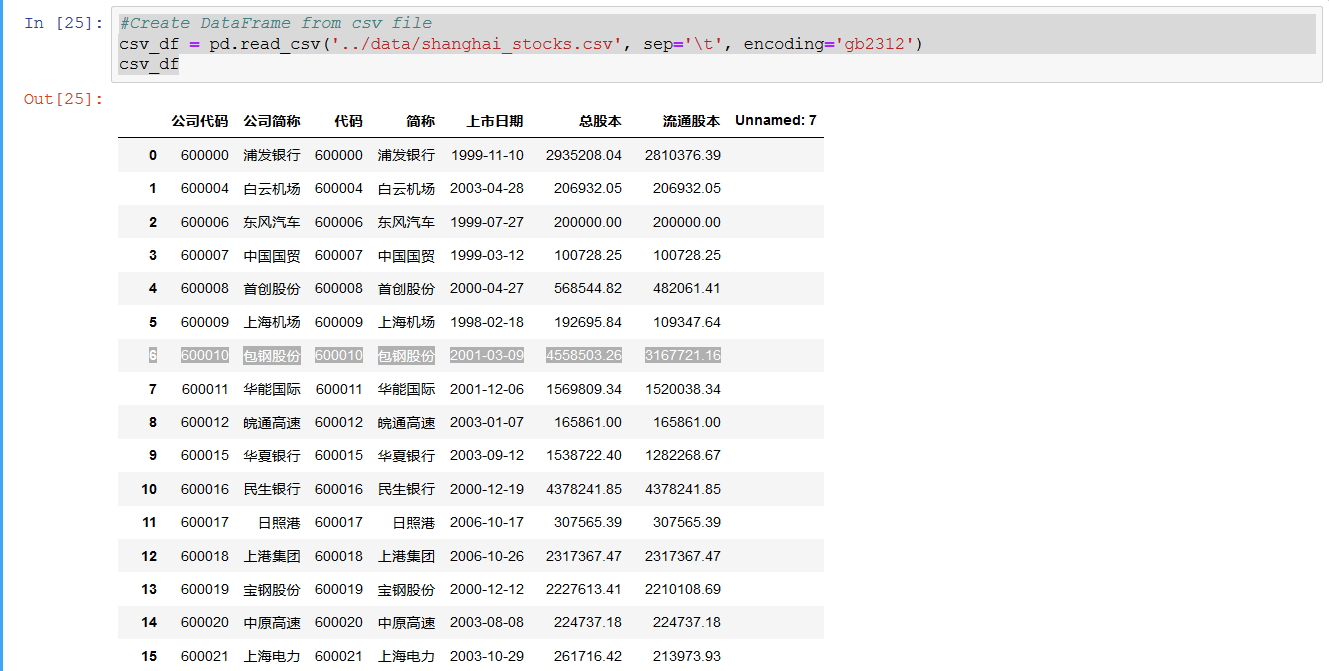 In [25]: #Create DataFrame from csv file
csv_df = pd.read_csv('../data/shanghai_stocks.csv', sep='\t', encoding='gb2312')
csv_df
Out[25]:
公司代码 公司简称 代码 简称 上市日期 总股本 流通股本 Unnamed: 7
0 600000 浦发银行 600000 浦发银行 1999-11-10 2935208.04 2810376.39
1 600004 白云机场 600004 白云机场 2003-04-28 206932.05 206932.05
2 600006 东风汽车 600006 东风汽车 1999-07-27 200000.00 200000.00
3 600007 中国国贸 600007 中国国贸 1999-03-12 100728.25 100728.25
4 600008 首创股份 600008 首创股份 2000-04-27 568544.82 482061.41
5 600009 上海机场 600009 上海机场 1998-02-18 192695.84 109347.64
6 600010 包钢股份 600010 包钢股份 2001-03-09 4558503.26 3167721.16
7 600011 华能国际 600011 华能国际 2001-12-06 1569809.34 1520038.34
8 600012 皖通高速 600012 皖通高速 2003-01-07 165861.00 165861.00
9 600015 华夏银行 600015 华夏银行 2003-09-12 1538722.40 1282268.67
10 600016 民生银行 600016 民生银行 2000-12-19 4378241.85 4378241.85
11 600017 日照港 600017 日照港 2006-10-17 307565.39 307565.39
12 600018 上港集团 600018 上港集团 2006-10-26 2317367.47 2317367.47
13 600019 宝钢股份 600019 宝钢股份 2000-12-12 2227613.41 2210108.69
14 600020 中原高速 600020 中原高速 2003-08-08 224737.18 224737.18
15 600021 上海电力 600021 上海电力 2003-10-29 261716.42 213973.93